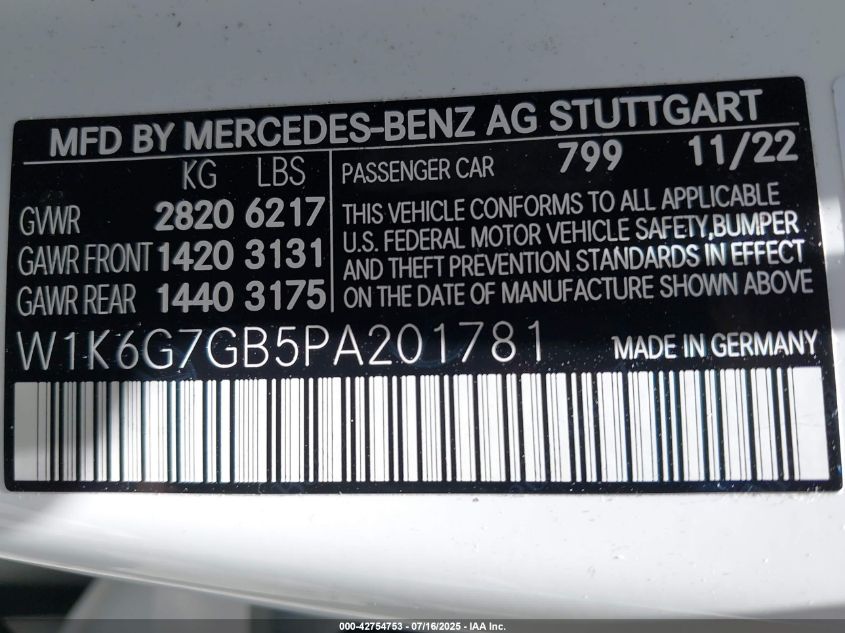 MFD BY MERCEDES-BENZ AG STUTTGART
KG LBS
GVWR 2820 6217
GAWR FRONT 1420 3131
GAWR REAR 1440 3175
PASSENGER CAR 799 11/22
THIS VEHICLE CONFORMS TO ALL APPLICABLE
U.S. FEDERAL MOTOR VEHICLE SAFETY,BUMPER
AND THEFT PREVENTION STANDARDS IN EFFECT
ON THE DATE OF MANUFACTURE SHOWN ABOVE
W1K6G7GB5PA201781 MADE IN GERMANY
000-42754753 - 07/16/2025 - IAA Inc.